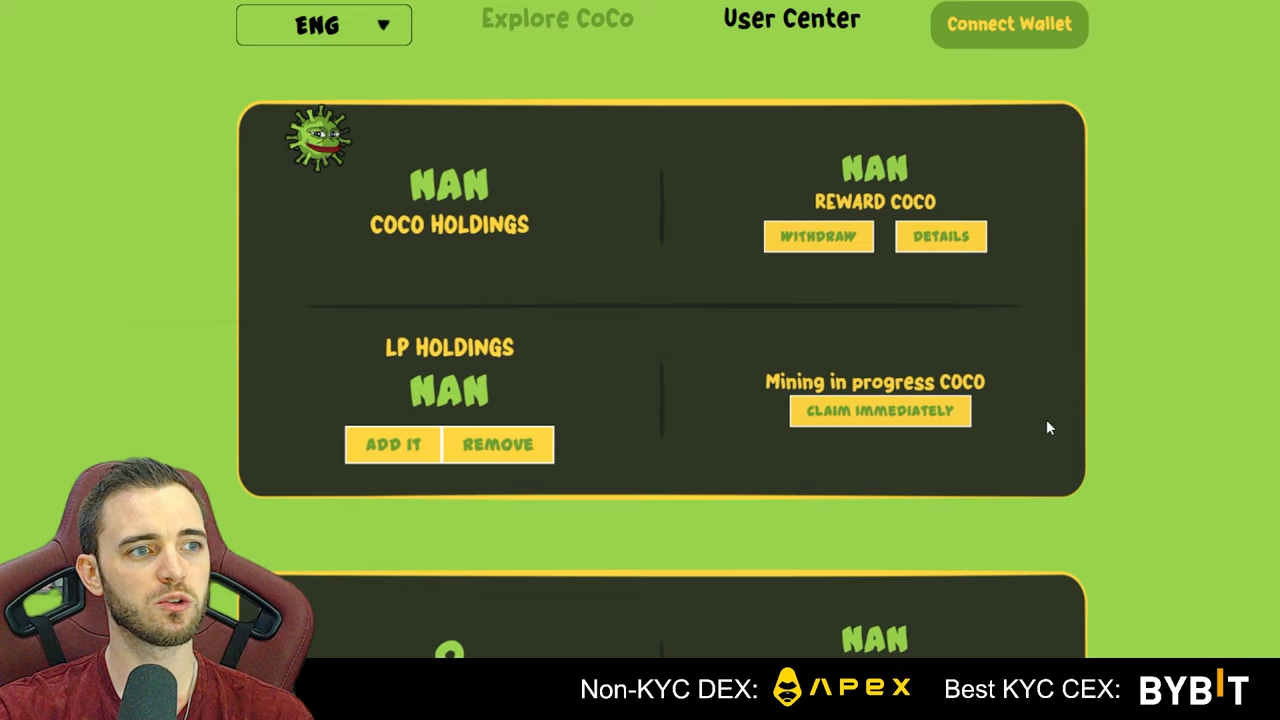 ENG
Explore CoCo
User Center
Connect Wallet
NAN
COCO HOLDINGS
NAN
REWARD COCO
WITHDRAW
DETAILS
LP HOLDINGS
NAN
ADD IT
REMOVE
Mining in progress COCO
CLAIM IMMEDIATELY
NAN
Non-KYC DEX: APEX
Best KYC CEX: BYBIT